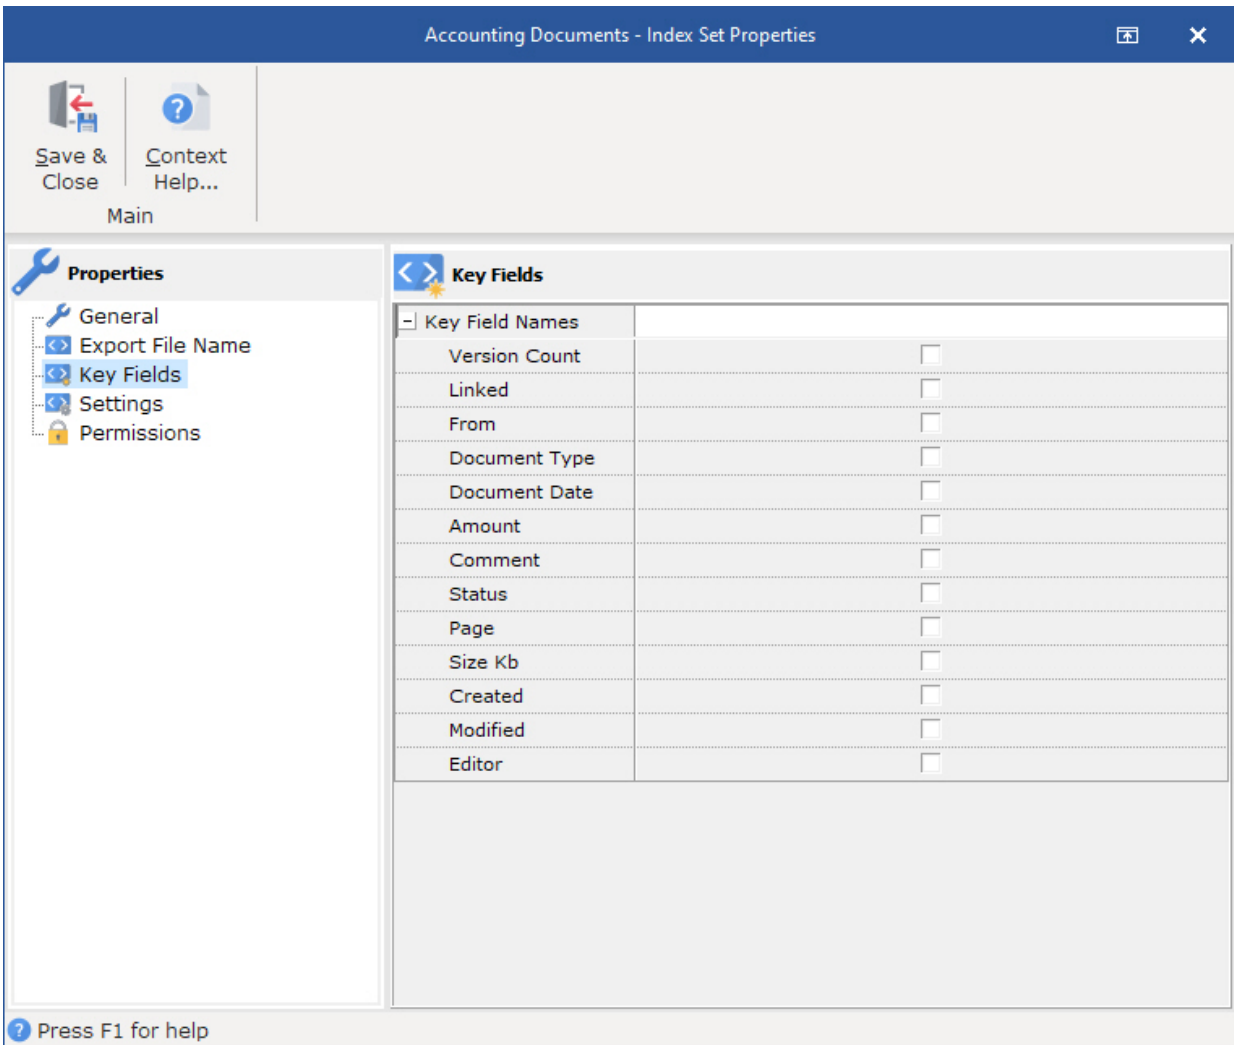 Accounting Documents - Index Set Properties
Save & Close
Context Help...
Main
Properties
General
Export File Name
Key Fields
Settings
Permissions
Key Fields
Key Field Names
Version Count
Linked
From
Document Type
Document Date
Amount
Comment
Status
Page
Size Kb
Created
Modified
Editor
Press F1 for help